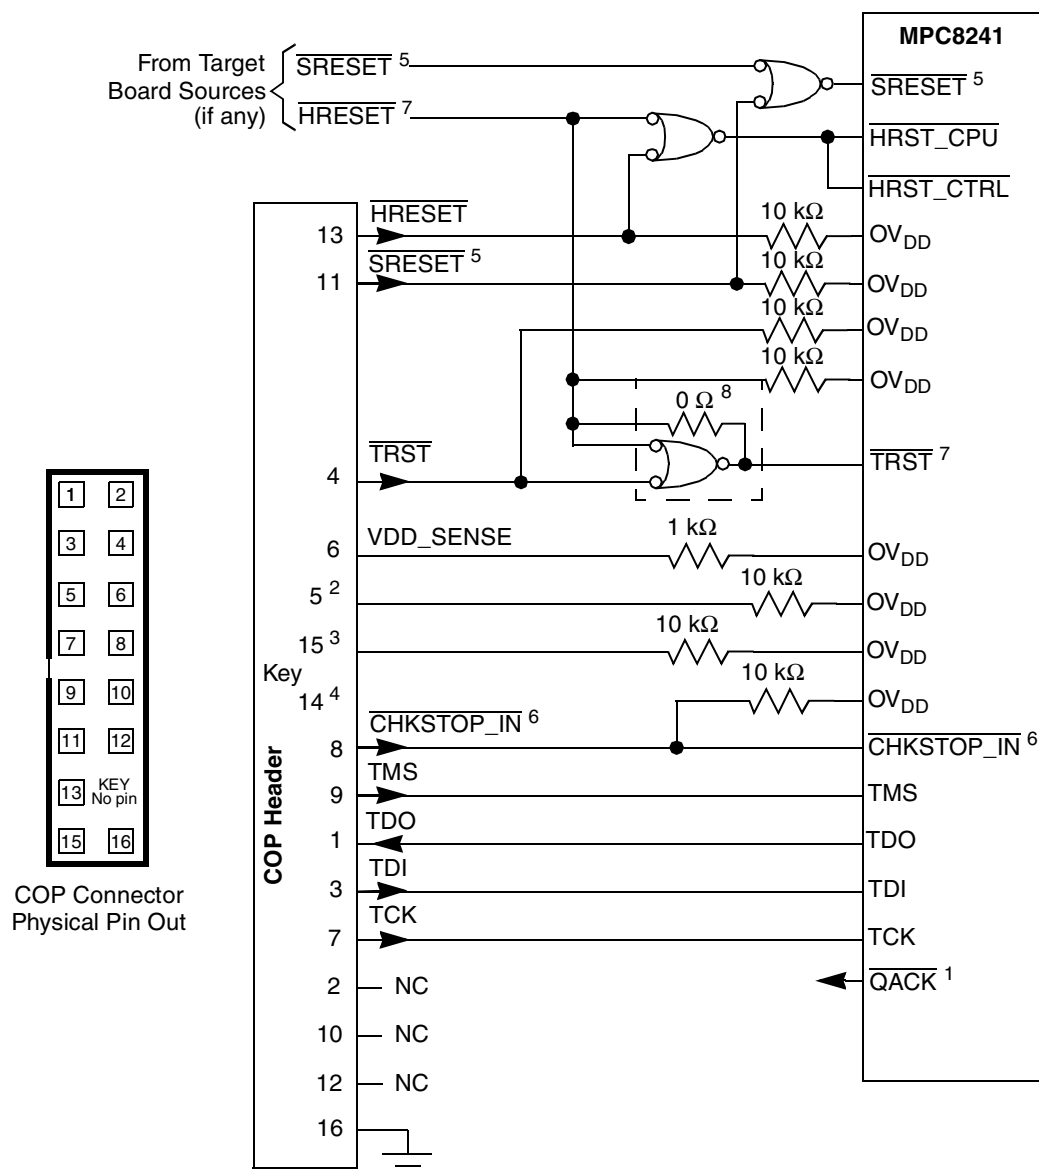 MPC8241
From Target
Board Sources
(if any)
SRESET 5
HRESET 7
SRESET 5
HRST_CPU
HRST_CTRL
13 HRESET 10 kΩ OVDD
11 SRESET 5 10 kΩ OVDD
10 kΩ OVDD
10 kΩ OVDD
0 Ω 8
4 TRST TRST 7
6 VDD_SENSE 1 kΩ OVDD
5 2 10 kΩ OVDD
15 3 10 kΩ OVDD
Key
14 4 10 kΩ OVDD
8 CHKSTOP_IN 6 CHKSTOP_IN 6
9 TMS TMS
1 TDO TDO
3 TDI TDI
7 TCK TCK
QACK 1
2 NC
10 NC
12 NC
16
COP Header
1 2
3 4
5 6
7 8
9 10
11 12
13 KEY
No pin
15 16
COP Connector
Physical Pin Out